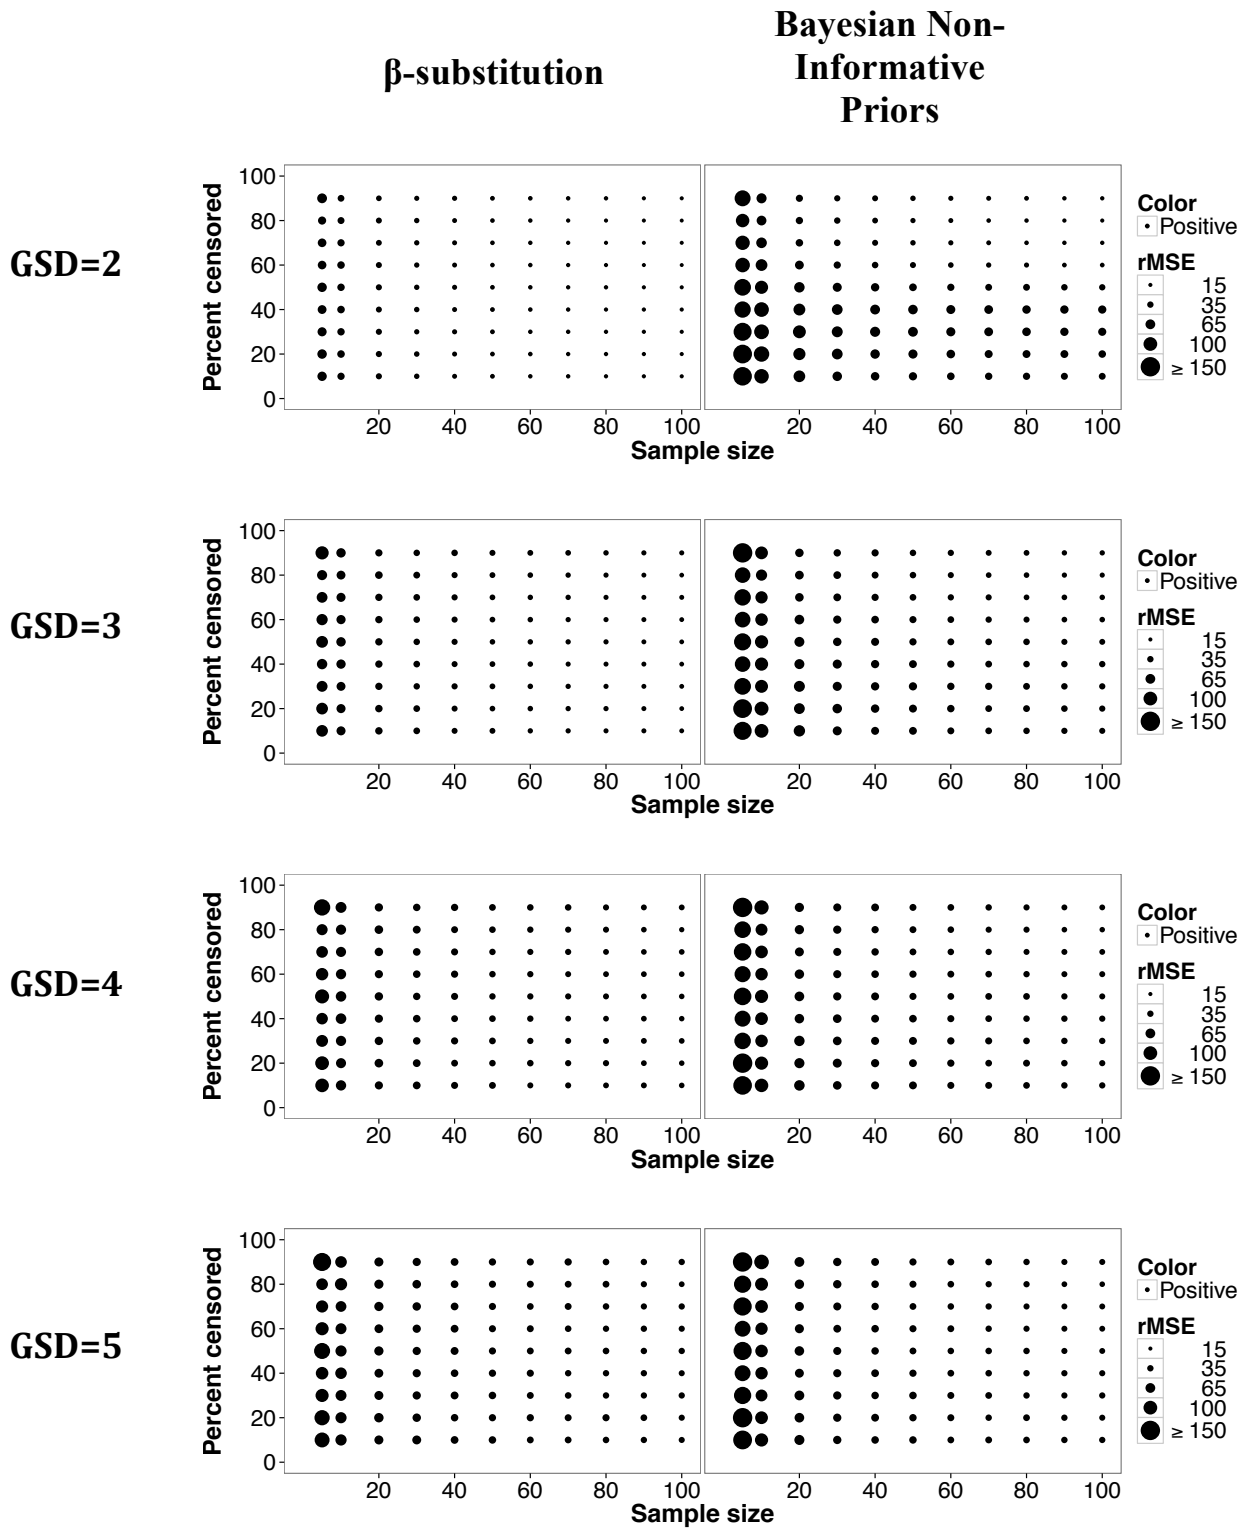 β-substitution
Bayesian Non-
Informative
Priors
GSD=2
Percent censored
100
80
60
40
20
0
20 40 60 80 100
20 40 60 80 100
Sample size
Color
Positive
rMSE
15
35
65
100
≥ 150
GSD=3
Percent censored
100
80
60
40
20
0
20 40 60 80 100
20 40 60 80 100
Sample size
Color
Positive
rMSE
15
35
65
100
≥ 150
GSD=4
Percent censored
100
80
60
40
20
0
20 40 60 80 100
20 40 60 80 100
Sample size
Color
Positive
rMSE
15
35
65
100
≥ 150
GSD=5
Percent censored
100
80
60
40
20
0
20 40 60 80 100
20 40 60 80 100
Sample size
Color
Positive
rMSE
15
35
65
100
≥ 150